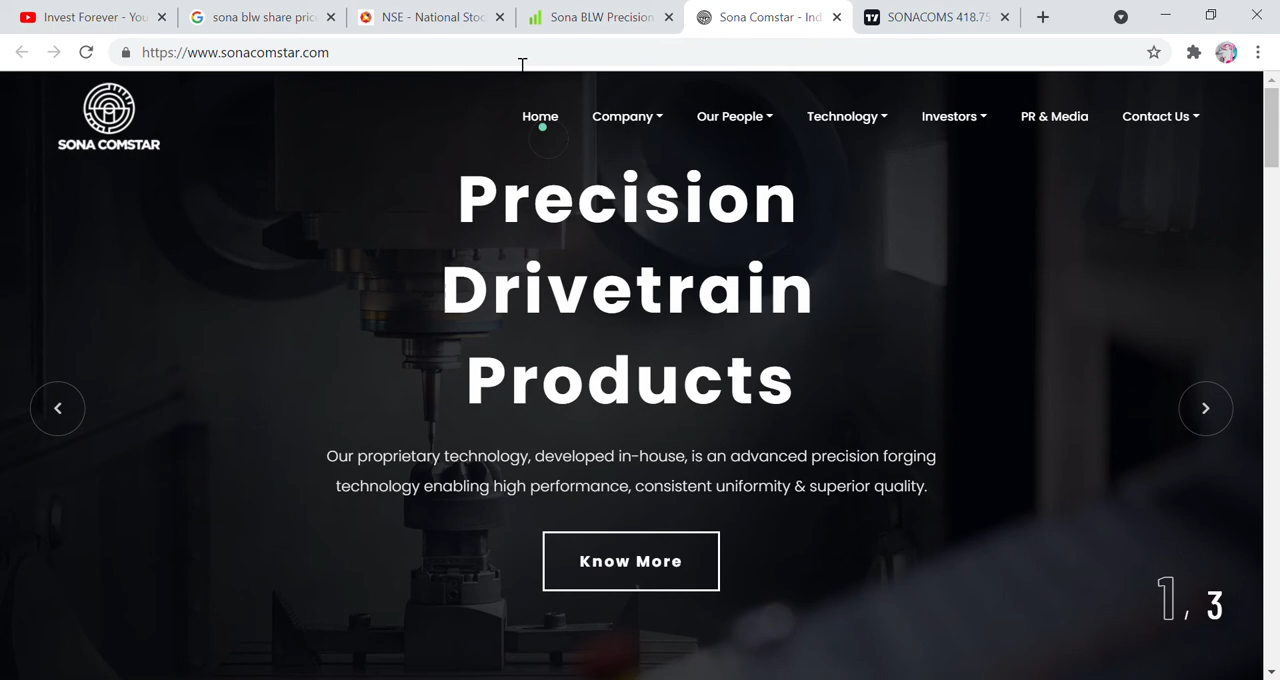 Invest Forever - You
sona blw share price
NSE - National Stoc
Sona BLW Precision
Sona Comstar - Ind
SONACOMS 418.75
https://www.sonacomstar.com
SONA COMSTAR
Home
Company
Our People
Technology
Investors
PR & Media
Contact Us
Precision
Drivetrain
Products
Our proprietary technology, developed in-house, is an advanced precision forging
technology enabling high performance, consistent uniformity & superior quality.
Know More
1, 3